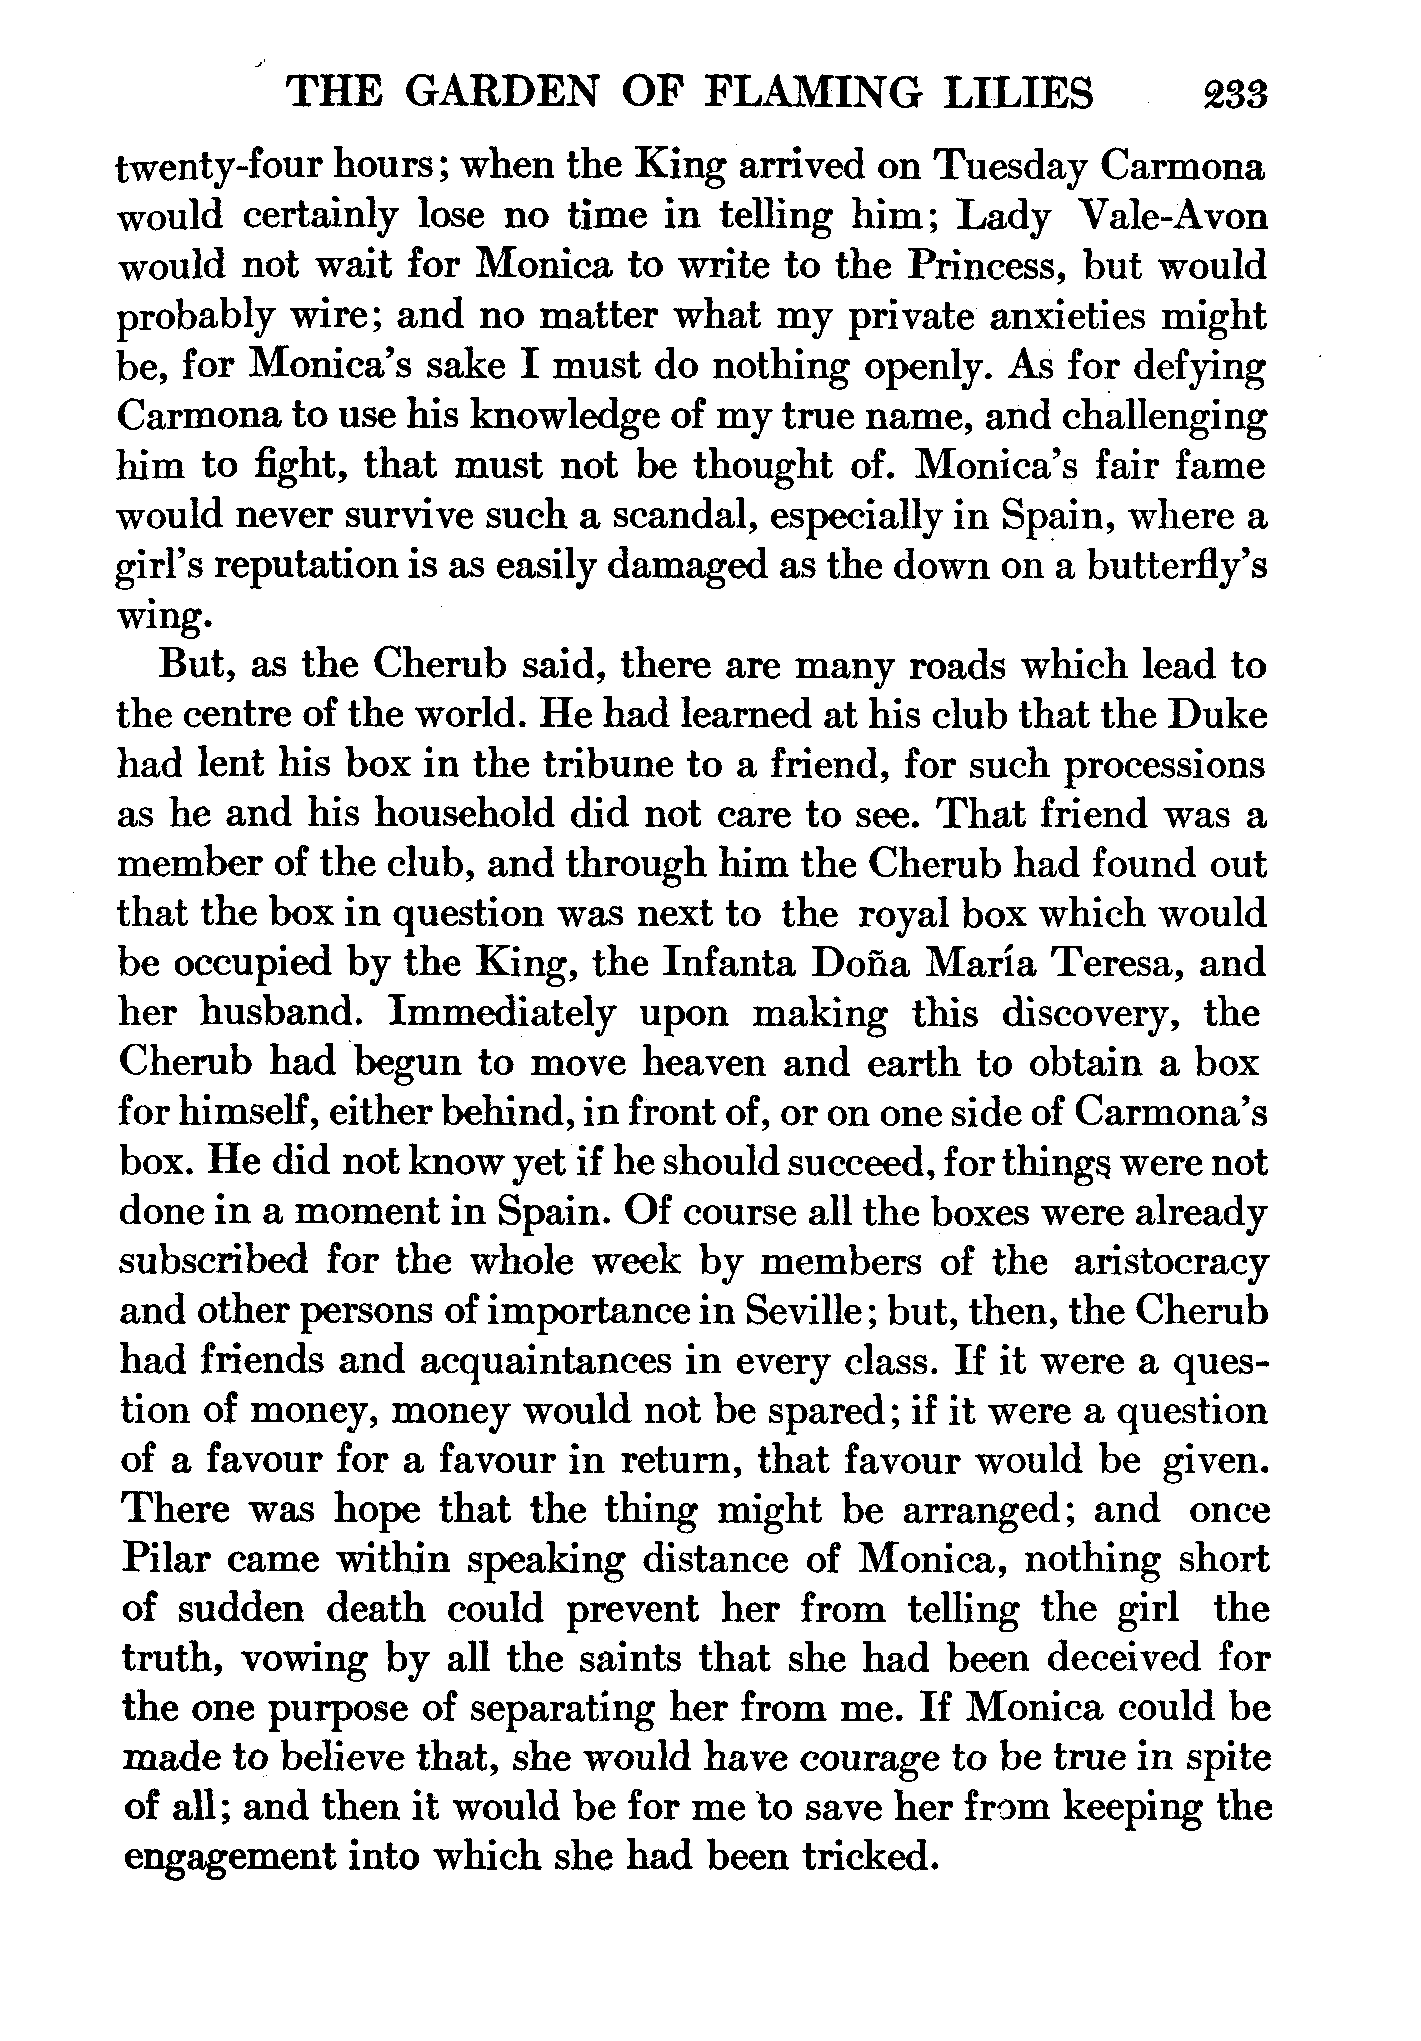 THE GARDEN OF FLAMING LILIES 233
twenty-four hours; when the King arrived on Tuesday Carmona
would certainly lose no time in telling him; Lady Vale-Avon
would not wait for Monica to write to the Princess, but would
probably wire; and no matter what my private anxieties might
be, for Monica's sake I must do nothing openly. As for defying
Carmona to use his knowledge of my true name, and challenging
him to fight, that must not be thought of. Monica's fair fame
would never survive such a scandal, especially in Spain, where a
girl's reputation is as easily damaged as the down on a butterfly's
wing.
But, as the Cherub said, there are many roads which lead to
the centre of the world. He had learned at his club that the Duke
had lent his box in the tribune to a friend, for such processions
as he and his household did not care to see. That friend was a
member of the club, and through him the Cherub had found out
that the box in question was next to the royal box which would
be occupied by the King, the Infanta Doña María Teresa, and
her husband. Immediately upon making this discovery, the
Cherub had begun to move heaven and earth to obtain a box
for himself, either behind, in front of, or on one side of Carmona's
box. He did not know yet if he should succeed, for things were not
done in a moment in Spain. Of course all the boxes were already
subscribed for the whole week by members of the aristocracy
and other persons of importance in Seville; but, then, the Cherub
had friends and acquaintances in every class. If it were a ques-
tion of money, money would not be spared; if it were a question
of a favour for a favour in return, that favour would be given.
There was hope that the thing might be arranged; and once
Pilar came within speaking distance of Monica, nothing short
of sudden death could prevent her from telling the girl the
truth, vowing by all the saints that she had been deceived for
the one purpose of separating her from me. If Monica could be
made to believe that, she would have courage to be true in spite
of all; and then it would be for me to save her from keeping the
engagement into which she had been tricked.